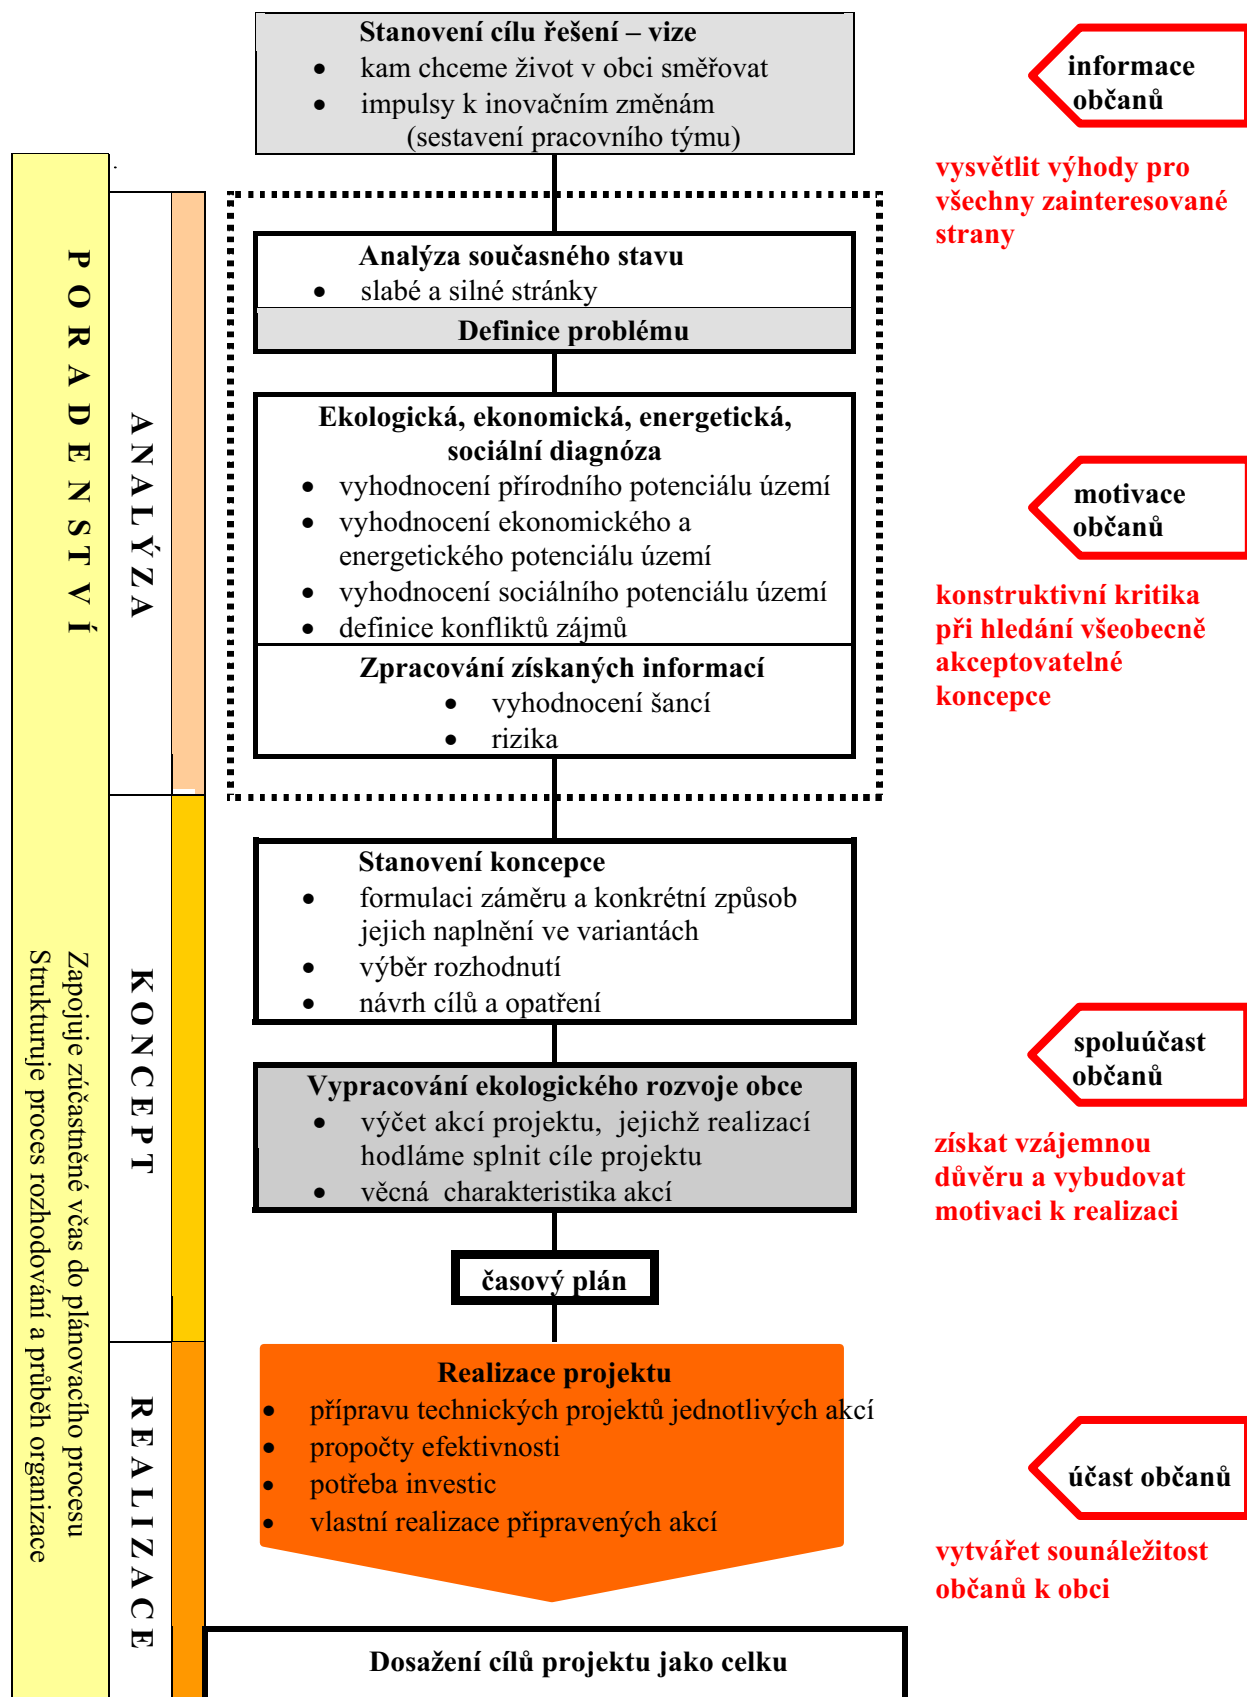 Stanovení cílu řešení – vize
• kam chceme život v obci směřovat
• impulsy k inovačním změnám
(sestavení pracovního týmu)
informace
občanů
vysvětlit výhody pro
všechny zainteresované
strany
PORADENSTVÍ
Zapojuje zúčastněné včas do plánovacího procesu
Strukturuje proces rozhodování a průběh organizace
ANALÝZA
Analýza současného stavu
• slabé a silné stránky
Definice problému
Ekologická, ekonomická, energetická,
sociální diagnóza
• vyhodnocení přírodního potenciálu území
• vyhodnocení ekonomického a
energetického potenciálu území
• vyhodnocení sociálního potenciálu území
• definice konfliktů zájmů
Zpracování získaných informací
• vyhodnocení šancí
• rizika
motivace
občanů
konstruktivní kritika
při hledání všeobecně
akceptovatelné
koncepce
KONCEPT
Stanovení koncepce
• formulaci záměru a konkrétní způsob
jejich naplnění ve variantách
• výběr rozhodnutí
• návrh cílů a opatření
Vypracování ekologického rozvoje obce
• výčet akcí projektu, jejichž realizací
hodláme splnit cíle projektu
• věcná charakteristika akcí
časový plán
spoluúčast
občanů
získat vzájemnou
důvěru a vybudovat
motivaci k realizaci
REALIZACE
Realizace projektu
• přípravu technických projektů jednotlivých akcí
• propočty efektivnosti
• potřeba investic
• vlastní realizace připravených akcí
účast občanů
vytvářet sounáležitost
občanů k obci
Dosažení cílů projektu jako celku